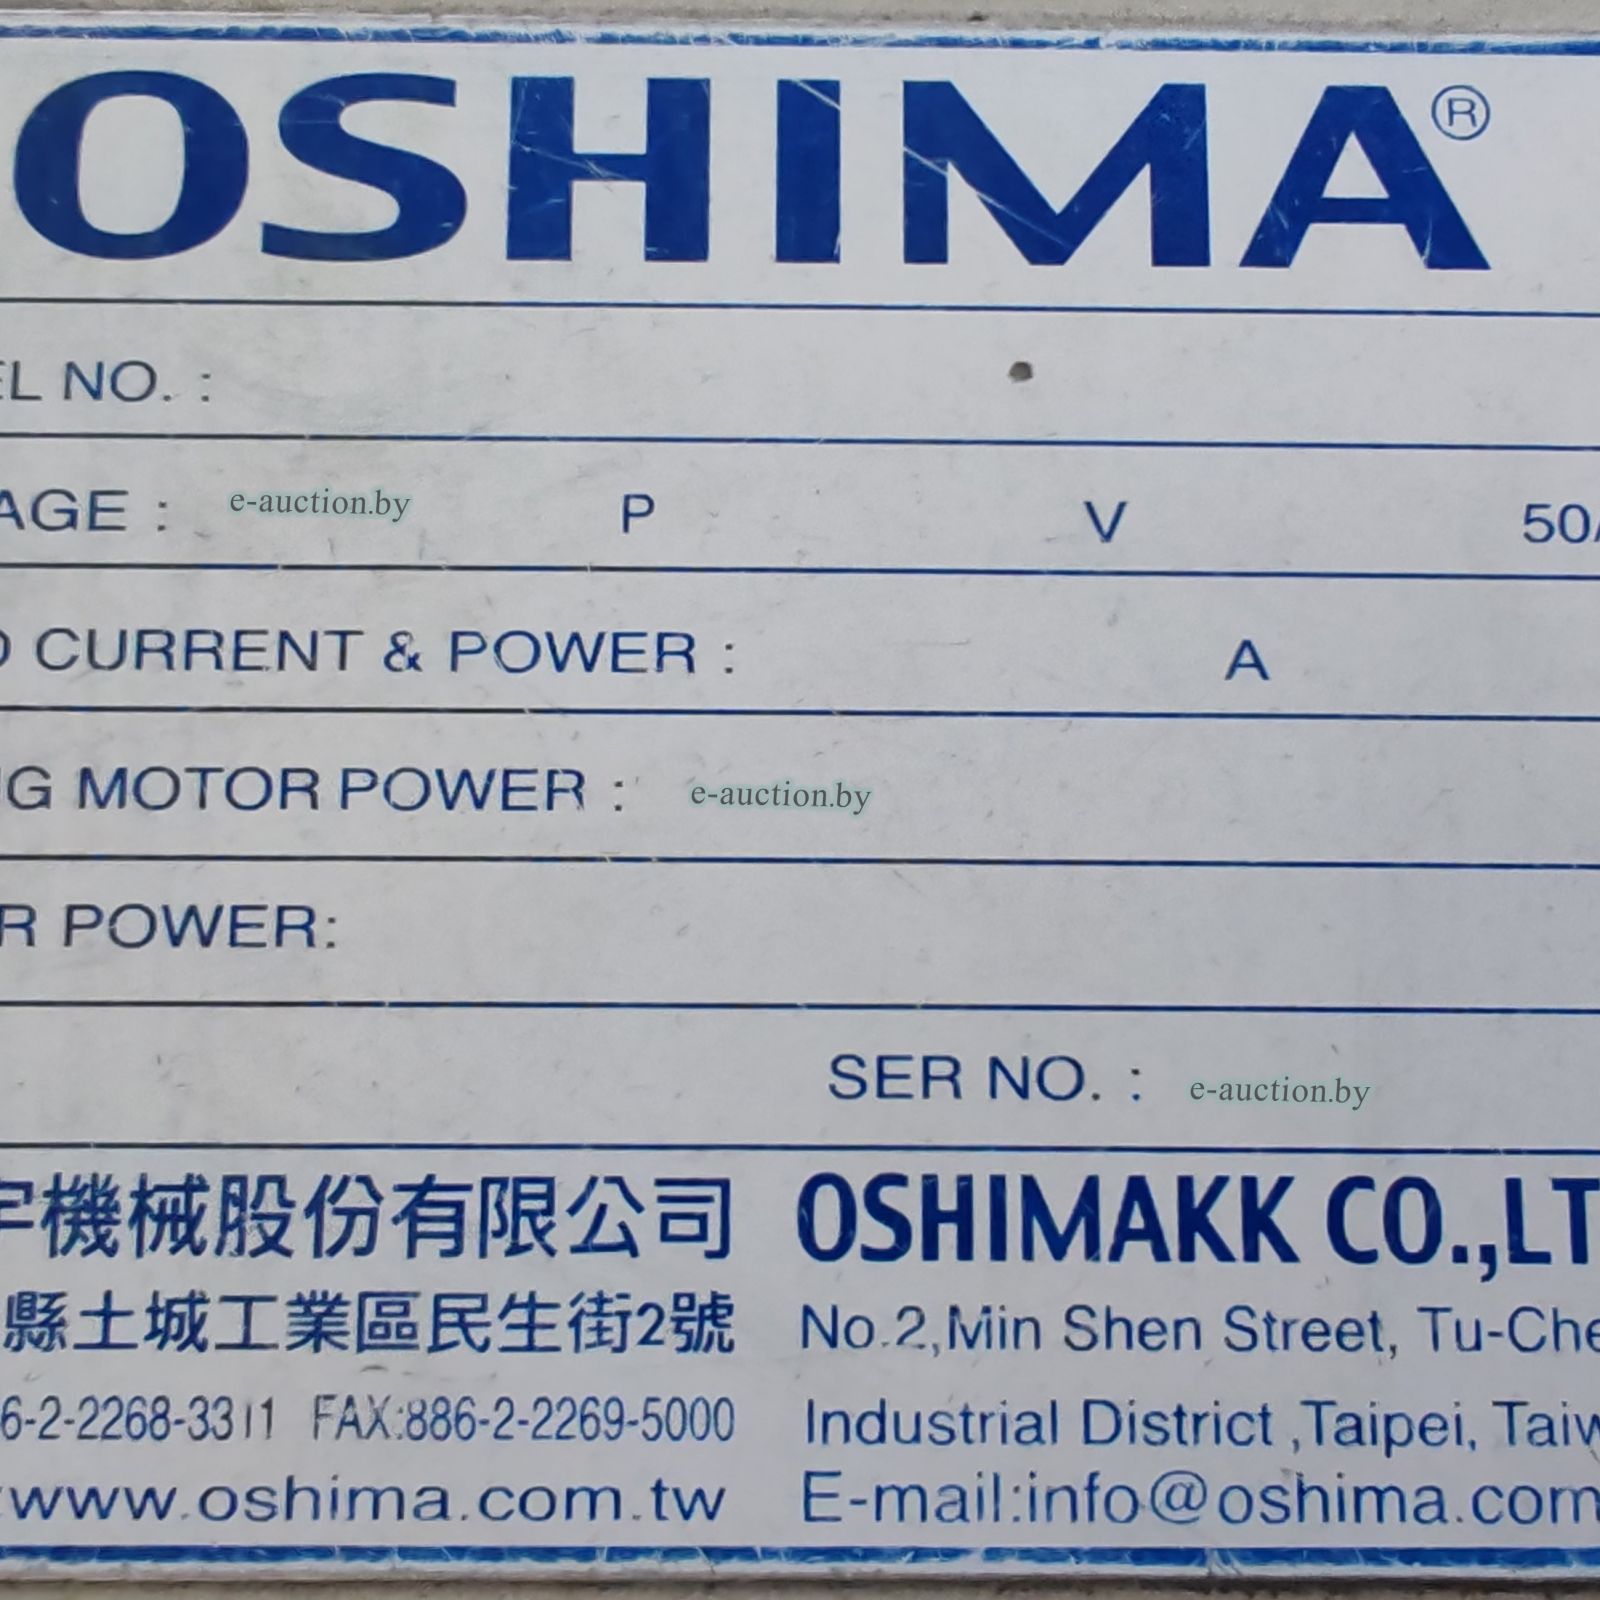 OSHIMA®
EL NO. :
AGE : e-auction.by P V 50/
D CURRENT & POWER : A
NG MOTOR POWER : e-auction.by
R POWER:
SER NO. : e-auction.by
宇機械股份有限公司
縣土城工業區民生街2號
6-2-2268-3311 FAX:886-2-2269-5000
:www.oshima.com.tw
OSHIMAKK CO.,LT
No.2,Min Shen Street, Tu-Che
Industrial District ,Taipei, Taiw
E-mail:info@oshima.com